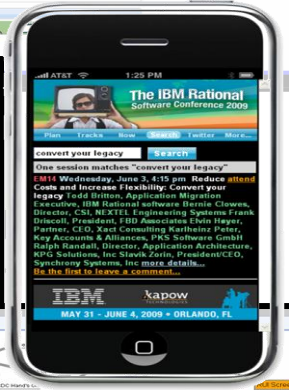 AT&T 1:25 PM
The IBM Rational
Software Conference 2009
Plan Tracks Now Search Twitter More...
convert your legacy Search
One session matches "convert your legacy"
EM14 Wednesday, June 3, 4:15 pm Reduce attend
Costs and Increase Flexibility: Convert your
legacy Todd Britton, Application Migration
Executive, IBM Rational software Bernie Clowes,
Director, CSI, NEXTEL Engineering Systems Frank
Driscoll, President, FBD Associates Elvin Hayer,
Partner, CEO, Xact Consulting Karlheinz Peter,
Key Accounts & Alliances, PKS Software GmbH
Ralph Randall, Director, Application Architecture,
KPG Solutions, Inc Slavik Zorin, President/CEO,
Synchrony Systems, Inc more details...
Be the first to leave a comment...
IBM kapow
MAY 31 - JUNE 4, 2009 • ORLANDO, FL